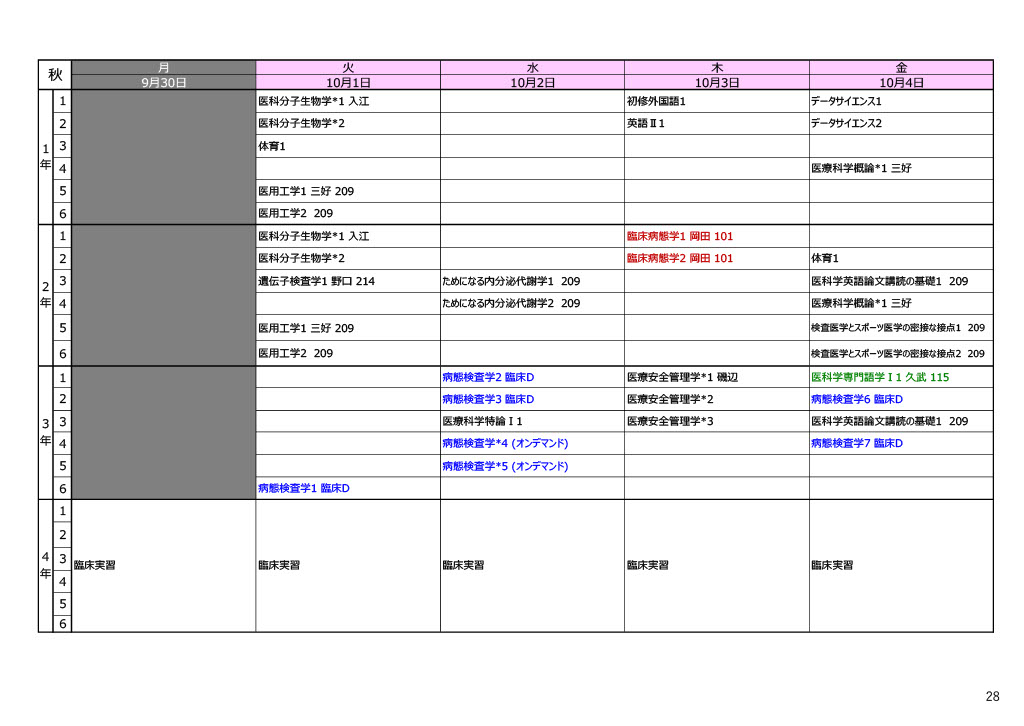 秋 月 火 水 木 金
9月30日 10月1日 10月2日 10月3日 10月4日
1年
1 医科分子生物学*1 入江 初修外国語1 データサイエンス1
2 医科分子生物学*2 英語Ⅱ1 データサイエンス2
3 体育1
4 医療科学概論*1 三好
5 医用工学1 三好 209
6 医用工学2 209
2年
1 医科分子生物学*1 入江 臨床病態学1 岡田 101
2 医科分子生物学*2 臨床病態学2 岡田 101 体育1
3 遺伝子検査学1 野口 214 ためになる内分泌代謝学1 209 医科学英語論文講読の基礎1 209
4 ためになる内分泌代謝学2 209 医療科学概論*1 三好
5 医用工学1 三好 209 検査医学とスポーツ医学の密接な接点1 209
6 医用工学2 209 検査医学とスポーツ医学の密接な接点2 209
3年
1 病態検査学2 臨床D 医療安全管理学*1 磯辺 医科学専門語学Ⅰ1 久武 115
2 病態検査学3 臨床D 医療安全管理学*2 病態検査学6 臨床D
3 医療科学特論Ⅰ1 医療安全管理学*3 医科学英語論文講読の基礎1 209
4 病態検査学*4 (オンデマンド) 病態検査学7 臨床D
5 病態検査学*5 (オンデマンド)
6 病態検査学1 臨床D
4年
1
2
3 臨床実習 臨床実習 臨床実習 臨床実習 臨床実習
4
5
6
28